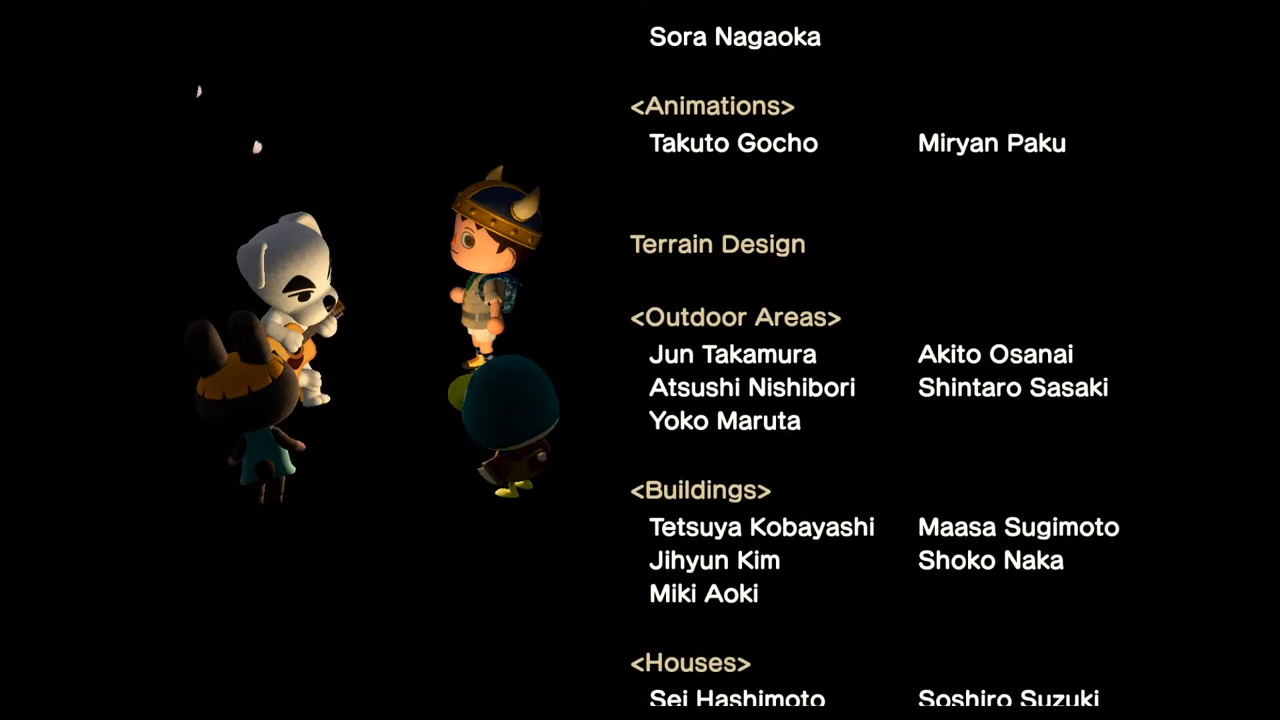 Sora Nagaoka
<Animations>
Takuto Gocho Miryan Paku
Terrain Design
<Outdoor Areas>
Jun Takamura Akito Osanai
Atsushi Nishibori Shintaro Sasaki
Yoko Maruta
<Buildings>
Tetsuya Kobayashi Maasa Sugimoto
Jihyun Kim Shoko Naka
Miki Aoki
<Houses>
Sei Hashimoto Soshiro Suzuki